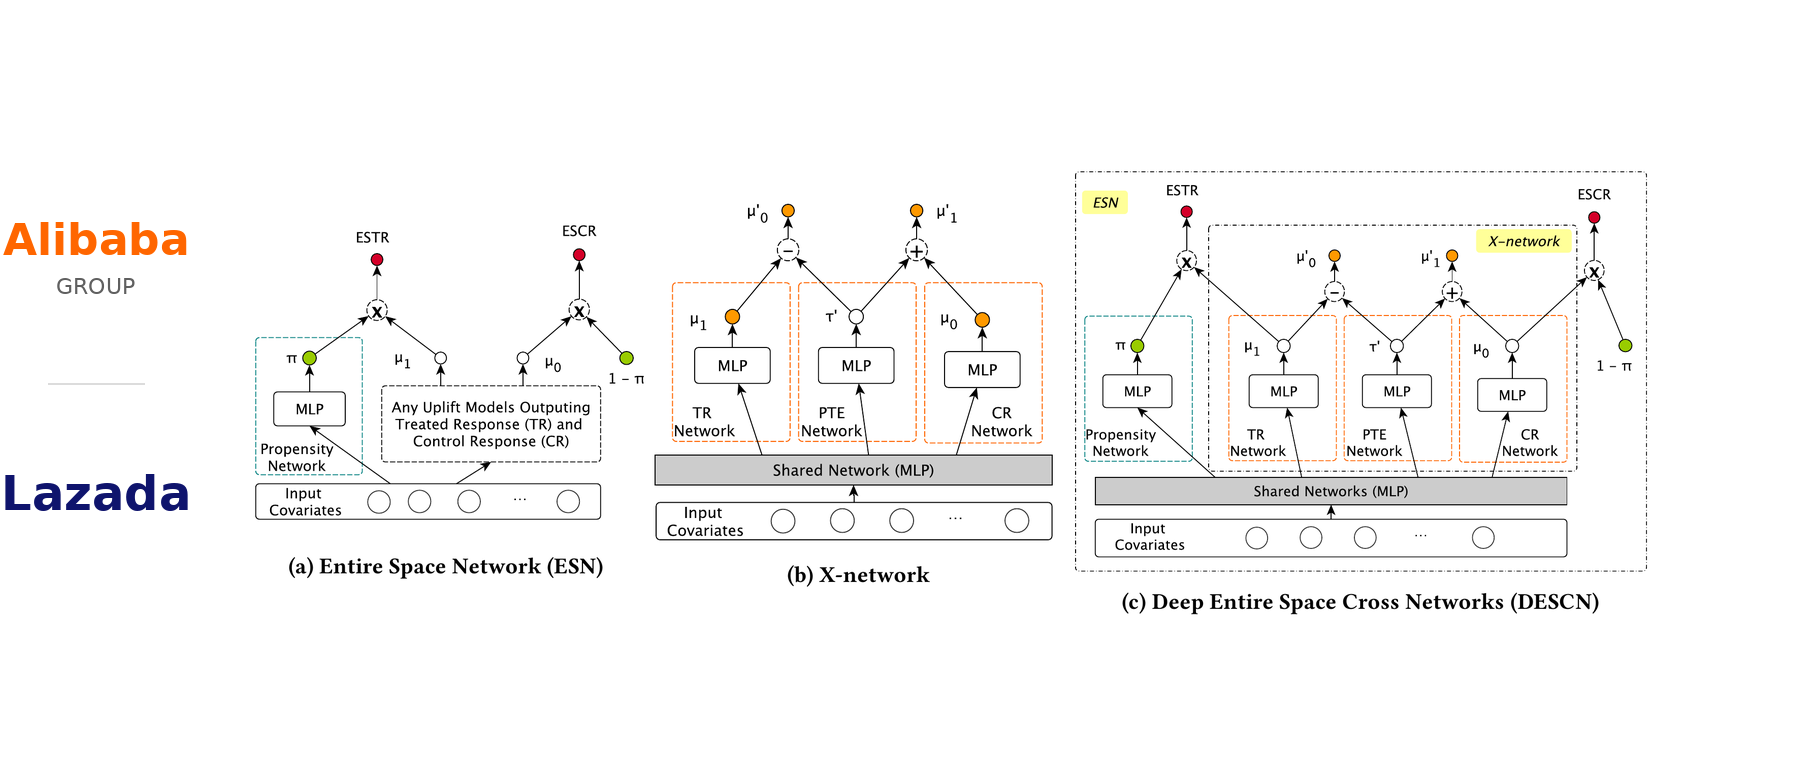 Alibaba
GROUP
Lazada
ESTR
ESCR
X
X
π
μ1
μ0
1 – π
MLP
Any Uplift Models Outputing
Treated Response (TR) and
Control Response (CR)
Propensity
Network
Input
Covariates
...
(a) Entire Space Network (ESN)
μ'0
μ'1
–
+
μ1
τ'
μ0
MLP
MLP
MLP
TR
Network
PTE
Network
CR
Network
Shared Network (MLP)
Input
Covariates
...
(b) X-network
ESN
ESTR
ESCR
X-network
X
X
μ'0
μ'1
–
+
π
μ1
τ'
μ0
1 – π
MLP
MLP
MLP
MLP
Propensity
Network
TR
Network
PTE
Network
CR
Network
Shared Networks (MLP)
Input
Covariates
...
(c) Deep Entire Space Cross Networks (DESCN)